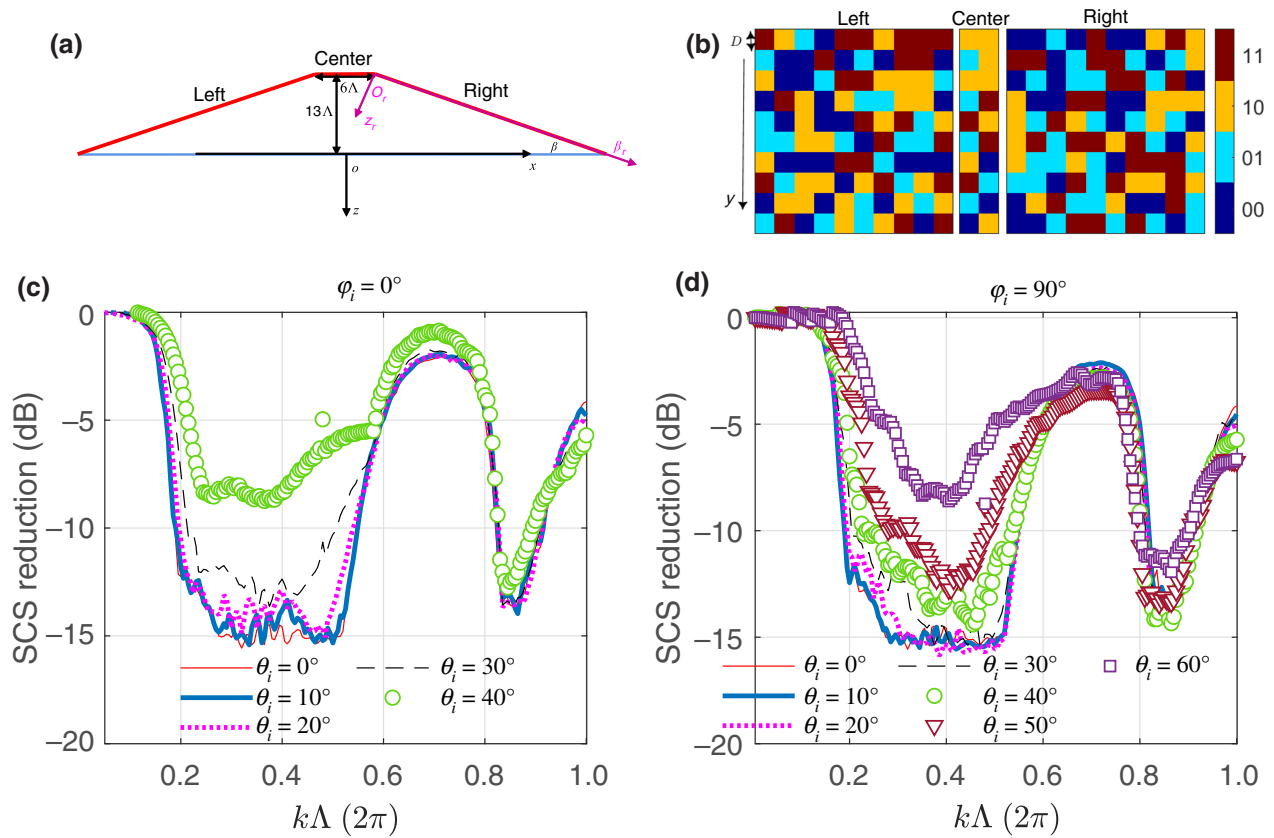 (a)
Center
Left
6Λ
Right
O_r
13Λ
z_r
β
β_r
x
o
z
(b)
Left Center Right
D
y
11
10
01
00
(c)
φ_i = 0°
SCS reduction (dB)
0
−5
−10
−15
−20
θ_i = 0°
θ_i = 10°
θ_i = 20°
θ_i = 30°
θ_i = 40°
0.2 0.4 0.6 0.8 1.0
kΛ (2π)
(d)
φ_i = 90°
SCS reduction (dB)
0
−5
−10
−15
−20
θ_i = 0°
θ_i = 10°
θ_i = 20°
θ_i = 30°
θ_i = 40°
θ_i = 50°
θ_i = 60°
0.2 0.4 0.6 0.8 1.0
kΛ (2π)